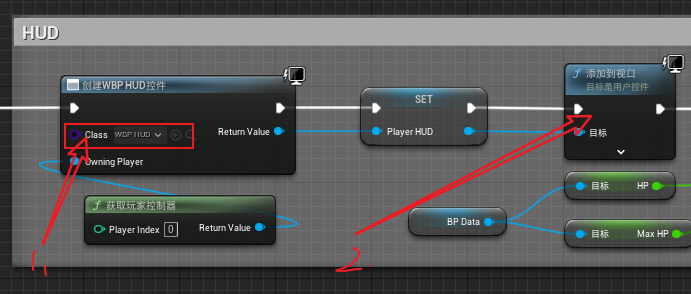 HUD
创建WBP HUD控件
Class WBP HUD
Return Value
Owning Player
SET
Player HUD
添加到视口
目标是用户控件
目标
获取玩家控制器
Player Index 0
Return Value
BP Data
目标 HP
目标 Max HP
1
2